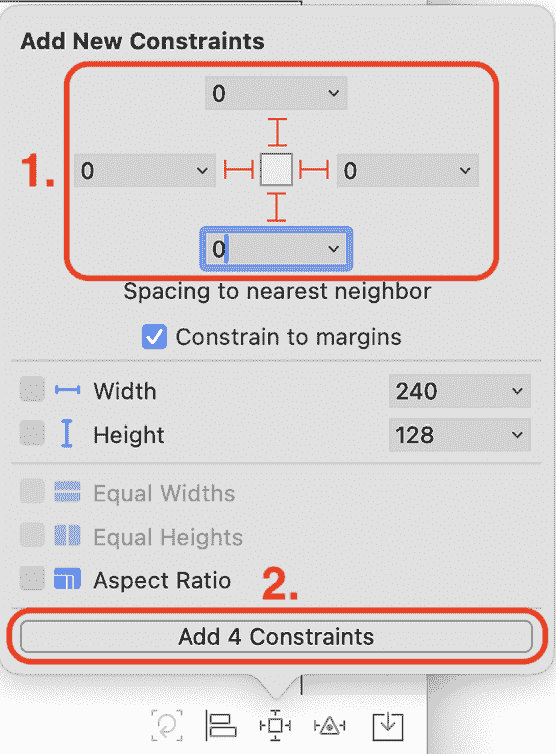 Add New Constraints
0
1.
0
0
0
Spacing to nearest neighbor
Constrain to margins
Width
240
Height
128
Equal Widths
Equal Heights
Aspect Ratio
2.
Add 4 Constraints